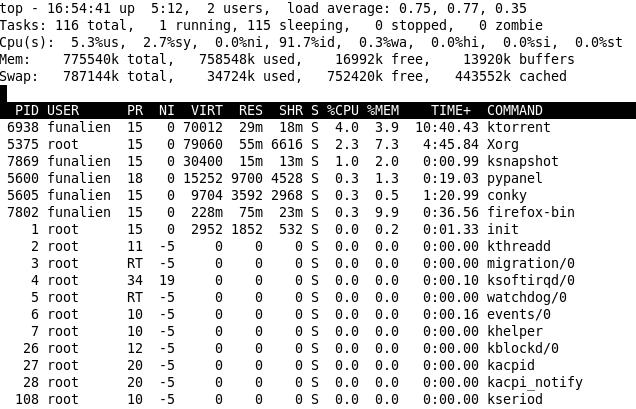 top - 16:54:41 up  5:12,  2 users,  load average: 0.75, 0.77, 0.35
Tasks: 116 total,   1 running, 115 sleeping,   0 stopped,   0 zombie
Cpu(s):  5.3%us,  2.7%sy,  0.0%ni, 91.7%id,  0.3%wa,  0.0%hi,  0.0%si,  0.0%st
Mem:    775540k total,   758548k used,    16992k free,    13920k buffers
Swap:   787144k total,    34724k used,   752420k free,   443552k cached
  PID USER      PR  NI  VIRT  RES  SHR S %CPU %MEM    TIME+  COMMAND
 6938 funalien  15   0 70012  29m  18m S  4.0  3.9  10:40.43 ktorrent
 5375 root      15   0 79060  55m 6616 S  2.3  7.3   4:45.84 Xorg
 7869 funalien  15   0 30400  15m  13m S  1.0  2.0   0:00.99 ksnapshot
 5600 funalien  18   0 15252 9700 4528 S  0.3  1.3   0:19.03 pypanel
 5605 funalien  15   0  9704 3592 2968 S  0.3  0.5   1:20.99 conky
 7802 funalien  15   0  228m  75m  23m S  0.3  9.9   0:36.56 firefox-bin
    1 root      15   0  2952 1852  532 S  0.0  0.2   0:01.33 init
    2 root      11  -5     0    0    0 S  0.0  0.0   0:00.00 kthreadd
    3 root      RT  -5     0    0    0 S  0.0  0.0   0:00.00 migration/0
    4 root      34  19     0    0    0 S  0.0  0.0   0:00.10 ksoftirqd/0
    5 root      RT  -5     0    0    0 S  0.0  0.0   0:00.00 watchdog/0
    6 root      10  -5     0    0    0 S  0.0  0.0   0:00.16 events/0
    7 root      10  -5     0    0    0 S  0.0  0.0   0:00.00 khelper
   26 root      12  -5     0    0    0 S  0.0  0.0   0:00.00 kblockd/0
   27 root      20  -5     0    0    0 S  0.0  0.0   0:00.00 kacpid
   28 root      20  -5     0    0    0 S  0.0  0.0   0:00.00 kacpi_notify
  108 root      10  -5     0    0    0 S  0.0  0.0   0:00.00 kseriod